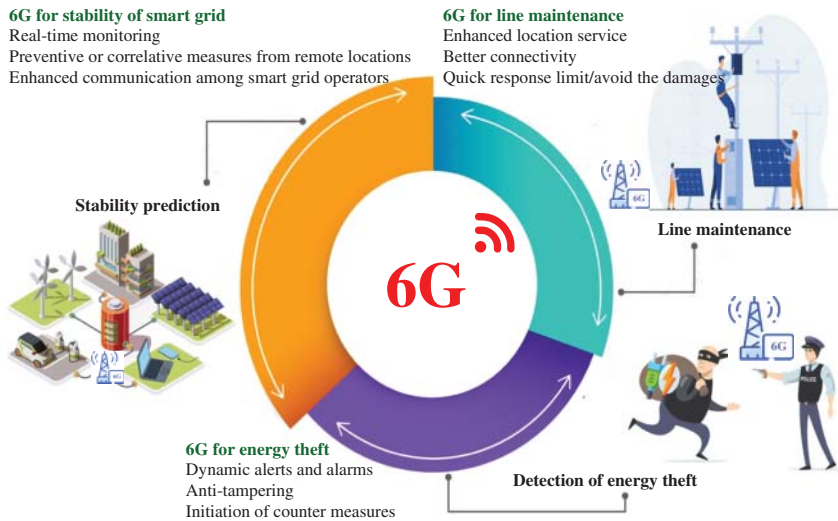 6G for stability of smart grid
Real-time monitoring
Preventive or correlative measures from remote locations
Enhanced communication among smart grid operators
6G for line maintenance
Enhanced location service
Better connectivity
Quick response limit/avoid the damages
Stability prediction
6G
Line maintenance
6G
6G
6G
POLICE
6G for energy theft
Dynamic alerts and alarms
Anti-tampering
Initiation of counter measures
Detection of energy theft